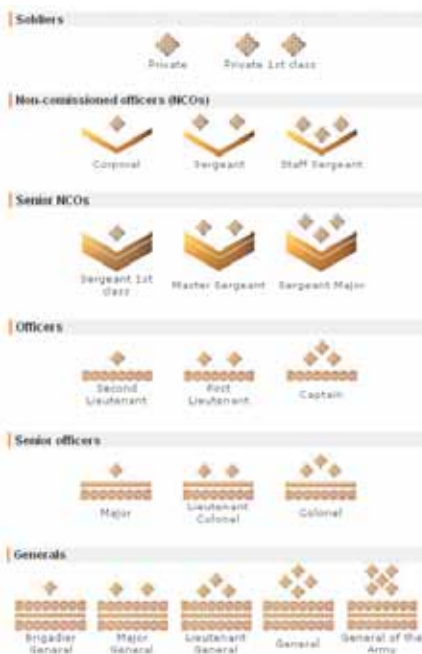 Soldiers
Private Private 1st class
Non-comissioned officers (NCOs)
Corporal Sergeant Staff Sergeant
Senior NCOs
Sergeant 1st
class Master Sergeant Sergeant Major
Officers
Second
Lieutenant First
Lieutenant Captain
Senior officers
Major Lieutenant
Colonel Colonel
Generals
Brigadier
General Major
General Lieutenant
General General General of the
Army